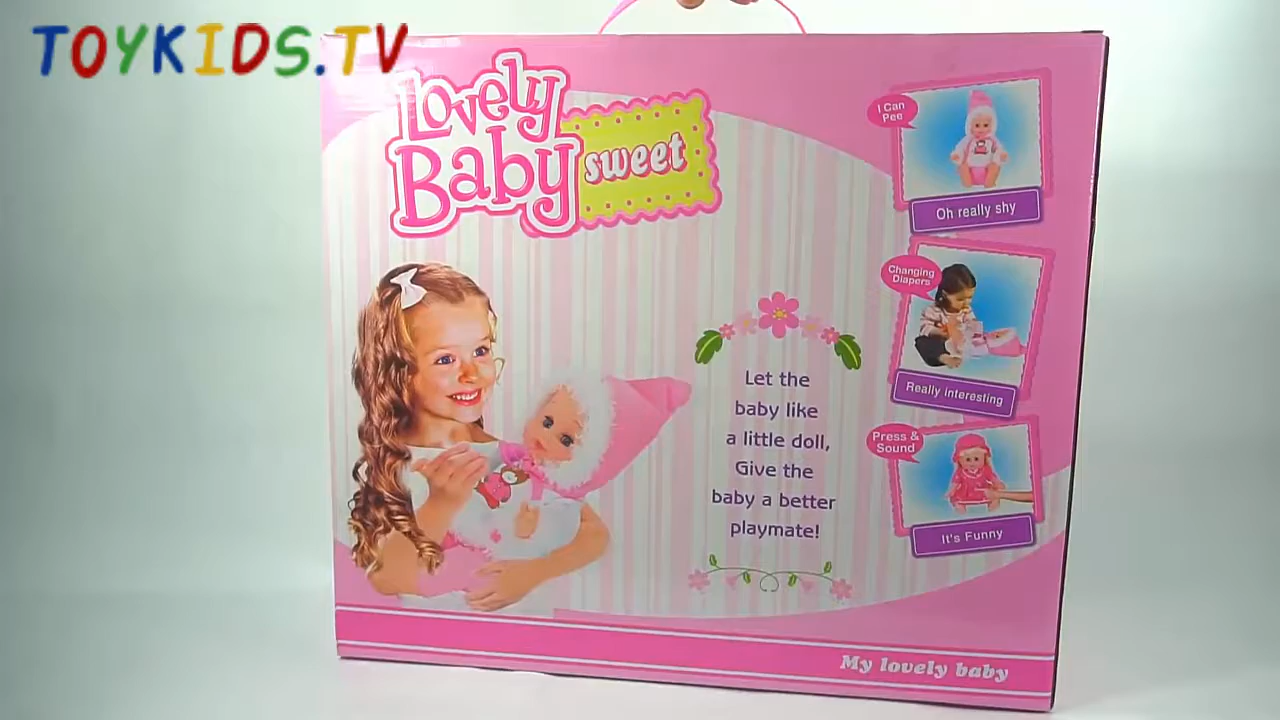 TOYKIDS.TV
Lovely
Baby
sweet
I Can
Pee
Oh really shy
Changing
Diapers
Really interesting
Press &
Sound
It's Funny
Let the
baby like
a little doll,
Give the
baby a better
playmate!
My lovely baby